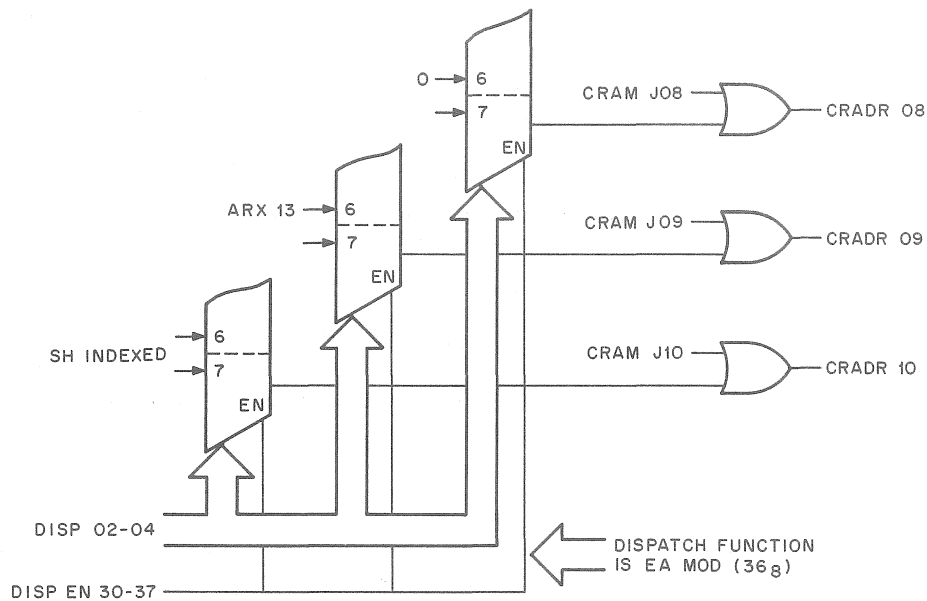 0 6
7
EN
CRAM J08
CRADR 08
ARX 13 6
7
EN
CRAM J09
CRADR 09
6
SH INDEXED
7
EN
CRAM J10
CRADR 10
DISP 02-04
DISPATCH FUNCTION
IS EA MOD (36₈)
DISP EN 30-37